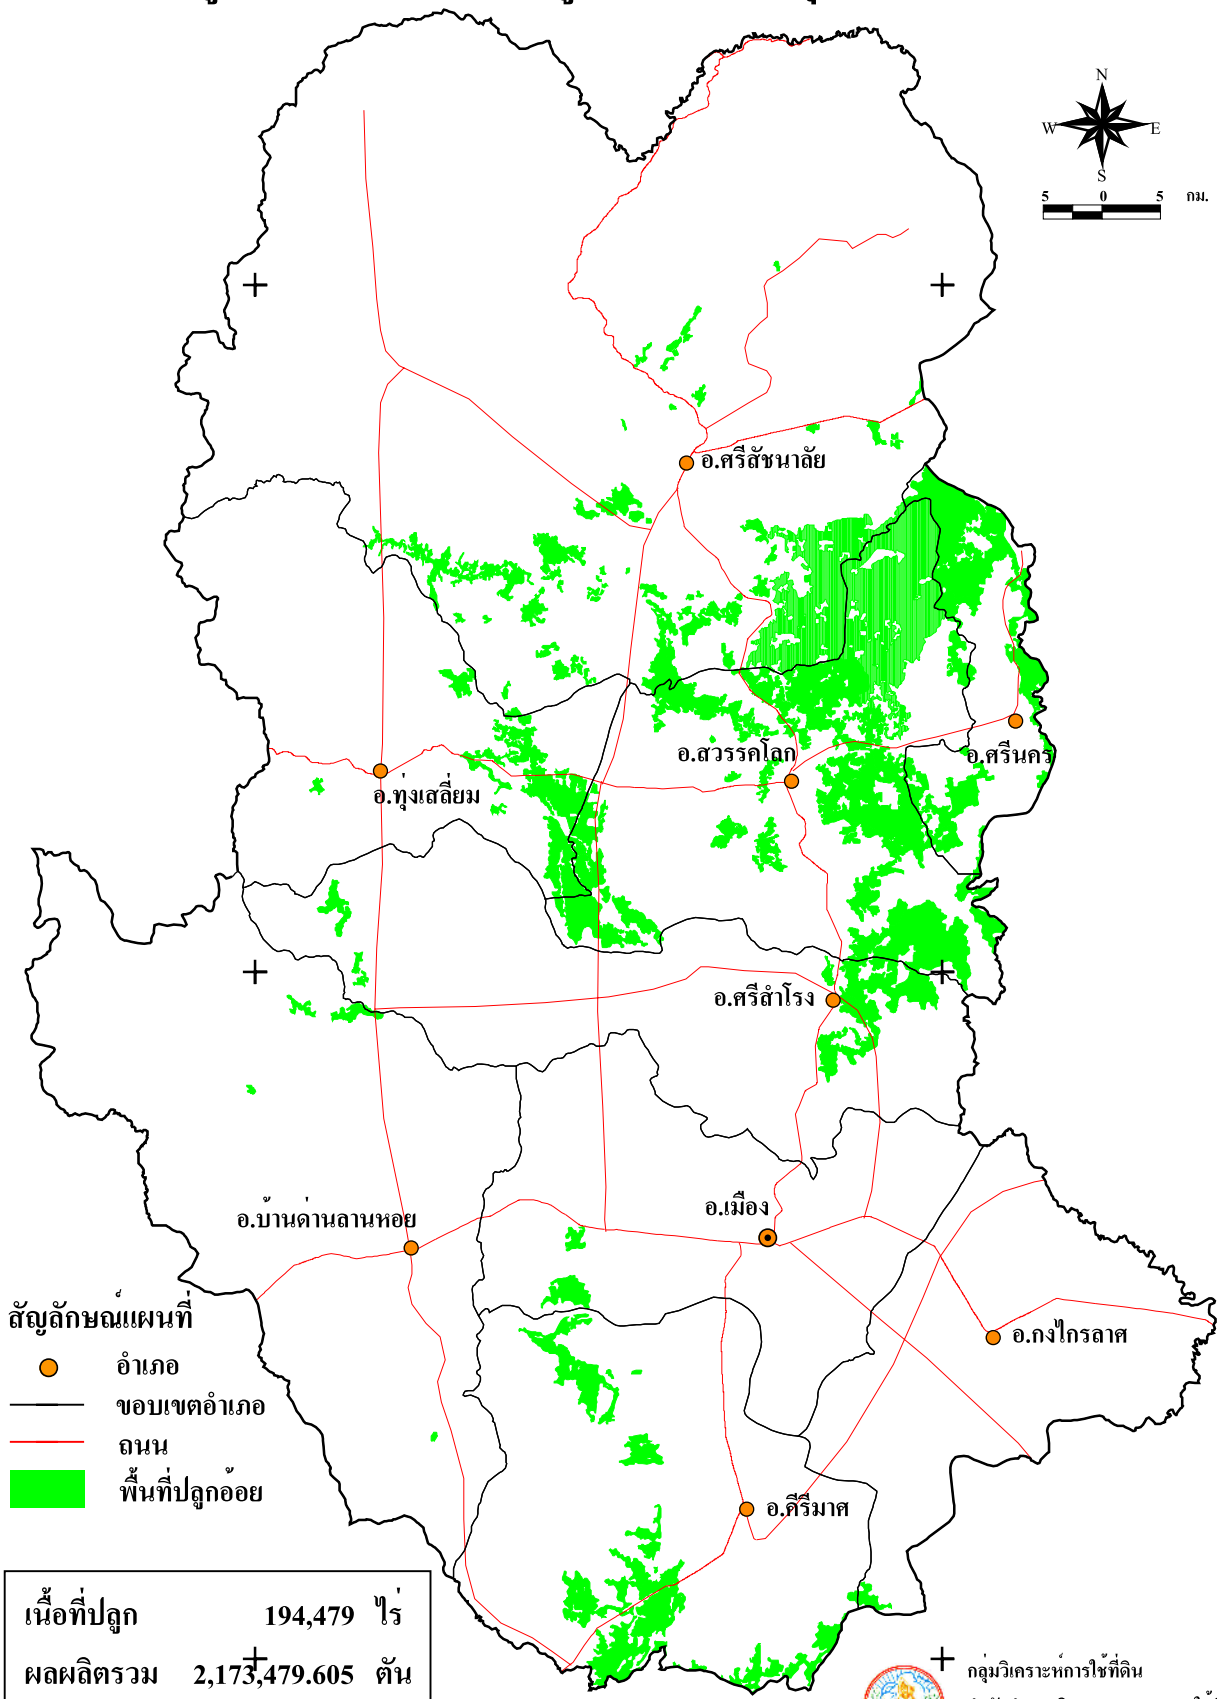 N
W E
S
5 0 5 กม.
อ.ศรีสัชนาลัย
อ.สวรรคโลก
อ.ศรีนคร
อ.ทุ่งเสลี่ยม
อ.ศรีสำโรง
อ.เมือง
อ.บ้านด่านลานหอย
อ.กงไกรลาศ
อ.คีรีมาศ
สัญลักษณ์แผนที่
อำเภอ
ขอบเขตอำเภอ
ถนน
พื้นที่ปลูกอ้อย
เนื้อที่ปลูก 194,479 ไร่
ผลผลิตรวม 2,173,479.605 ตัน
กลุ่มวิเคราะห์การใช้ที่ดิน